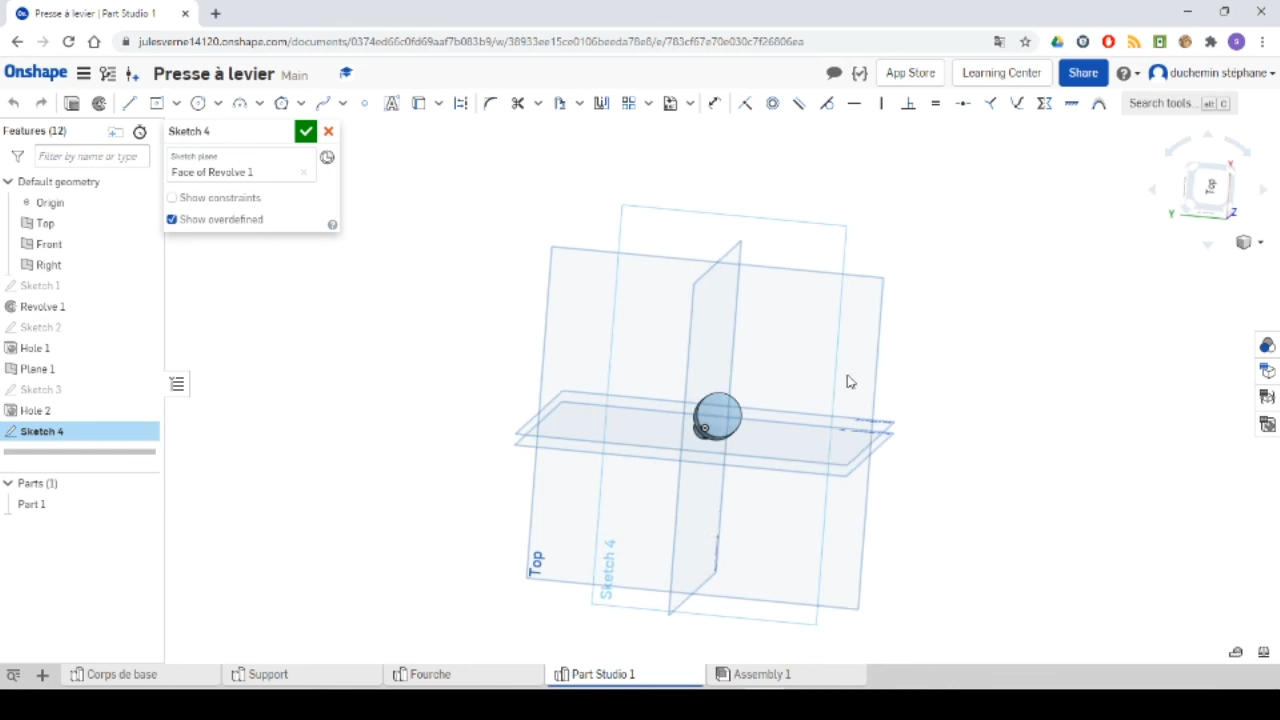 Presse à levier | Part Studio 1
julesverne14120.onshape.com/documents/0374ed66c0fd69aaf7b083b9/w/38933ee15ce0106beeda78e8/e/783cf67e70e030c7f26806ea
Onshape Presse à levier Main App Store Learning Center Share duchemin stéphane
Search tools... alt C
Features (12)
Filter by name or type
Default geometry
Origin
Top
Front
Right
Sketch 1
Revolve 1
Sketch 2
Hole 1
Plane 1
Sketch 3
Hole 2
Sketch 4
Parts (1)
Part 1
Sketch 4
Sketch plane
Face of Revolve 1
Show constraints
Show overdefined
Top
Sketch 4
Top
X
Y
Z
Corps de base Support Fourche Part Studio 1 Assembly 1